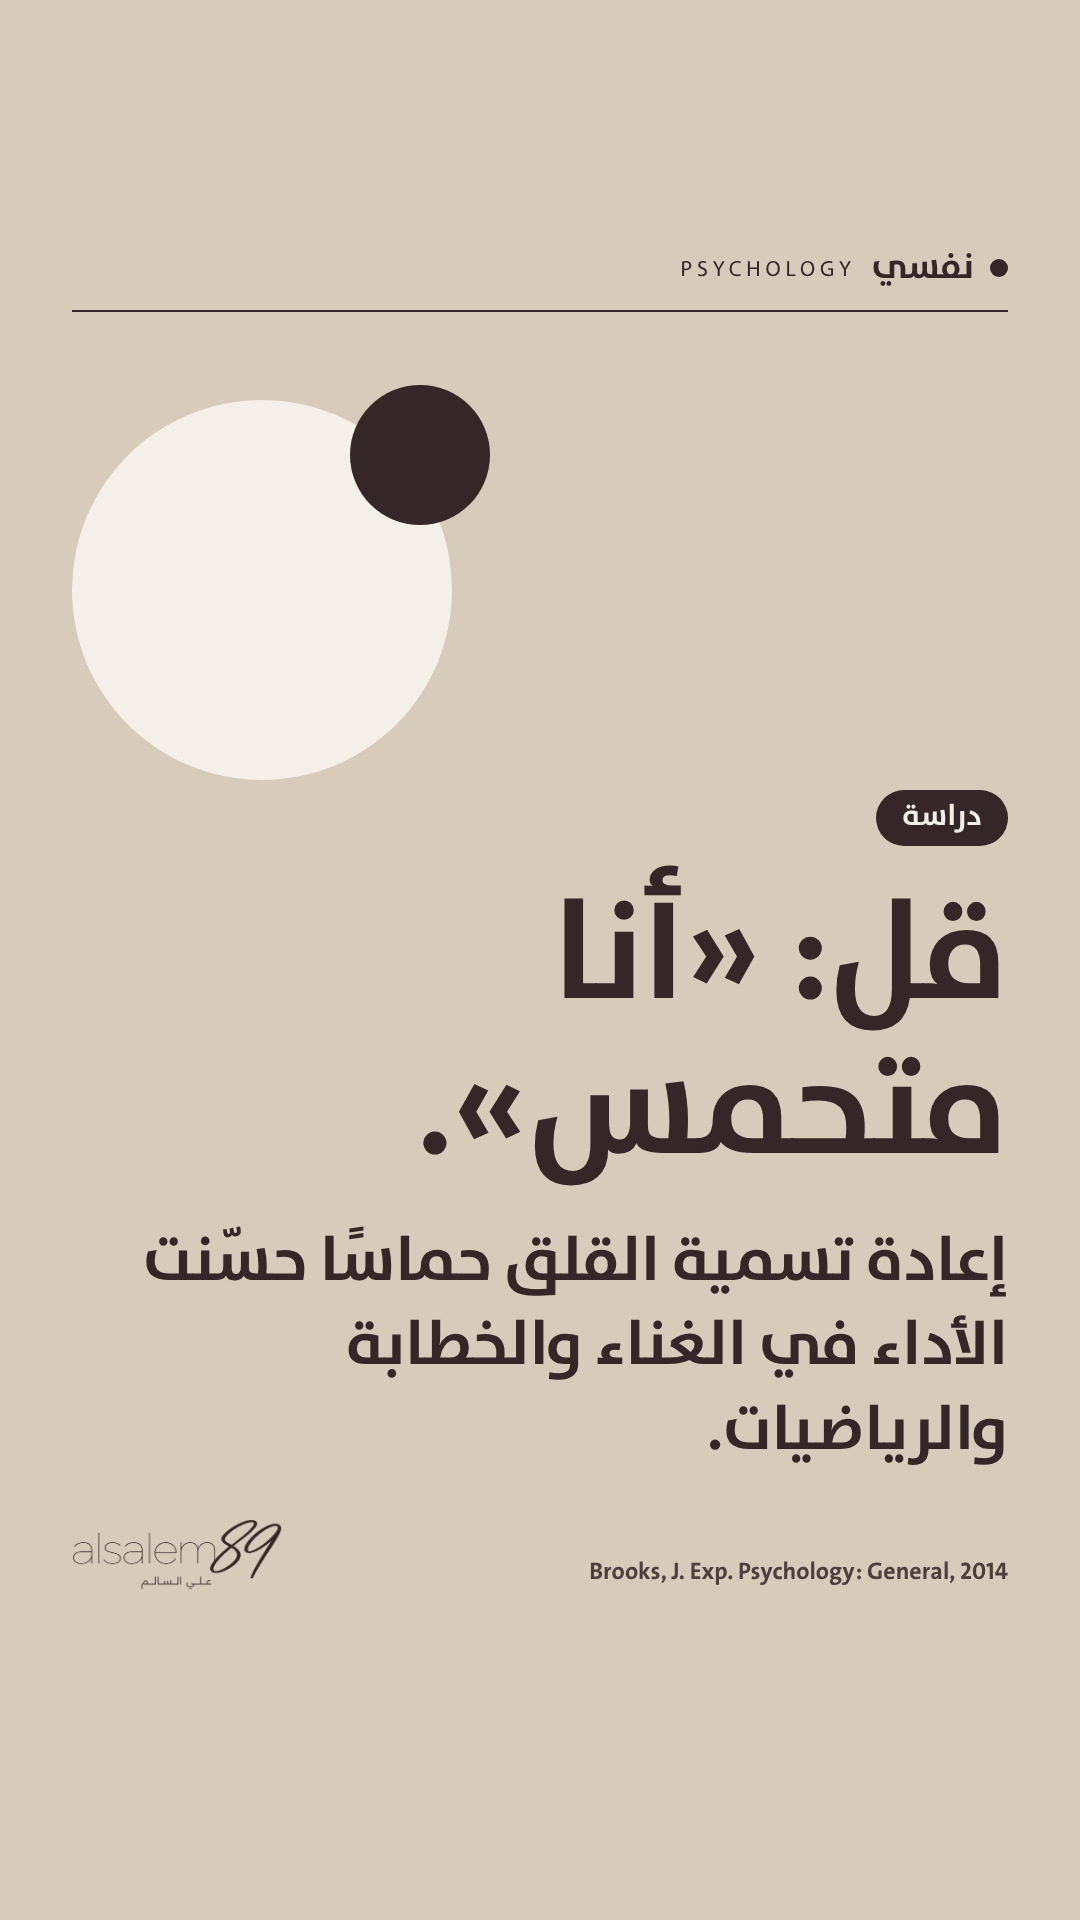 نفسي PSYCHOLOGY
دراسة
قل: «أنا
متحمس».
إعادة تسمية القلق حماسًا حسّنت
الأداء في الغناء والخطابة
والرياضيات.
Brooks, J. Exp. Psychology: General, 2014
alsalem89
علي السالم